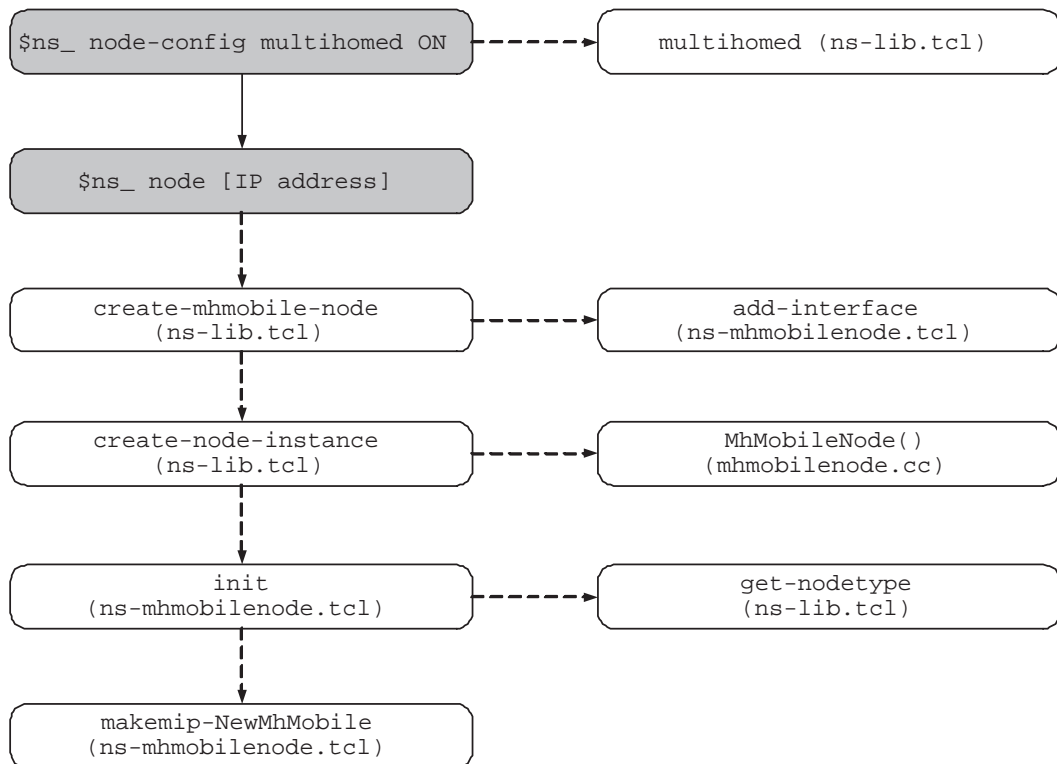 $ns_ node-config multihomed ON
multihomed (ns-lib.tcl)
$ns_ node [IP address]
create-mhmobile-node
(ns-lib.tcl)
add-interface
(ns-mhmobilenode.tcl)
create-node-instance
(ns-lib.tcl)
MhMobileNode()
(mhmobilenode.cc)
init
(ns-mhmobilenode.tcl)
get-nodetype
(ns-lib.tcl)
makemip-NewMhMobile
(ns-mhmobilenode.tcl)